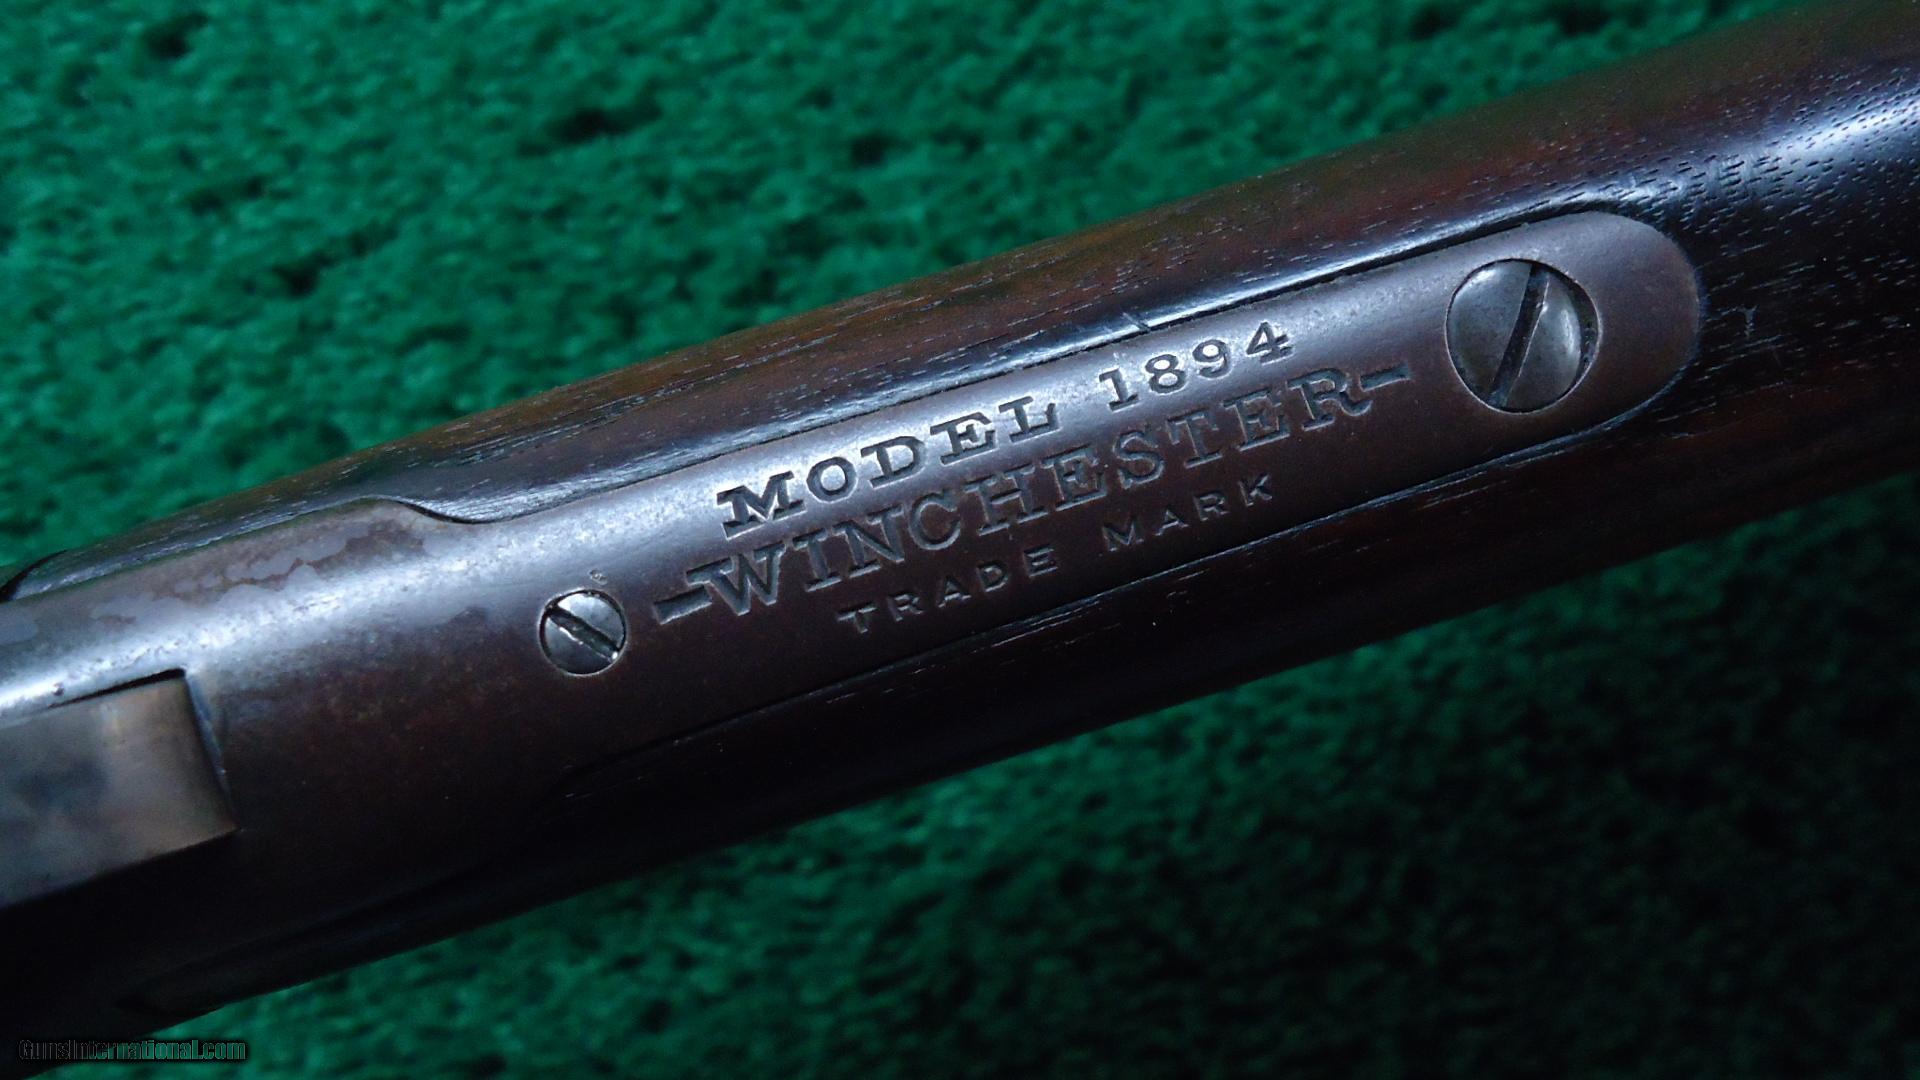 MODEL 1894
-WINCHESTER-
TRADE MARK
GunsInternational.com